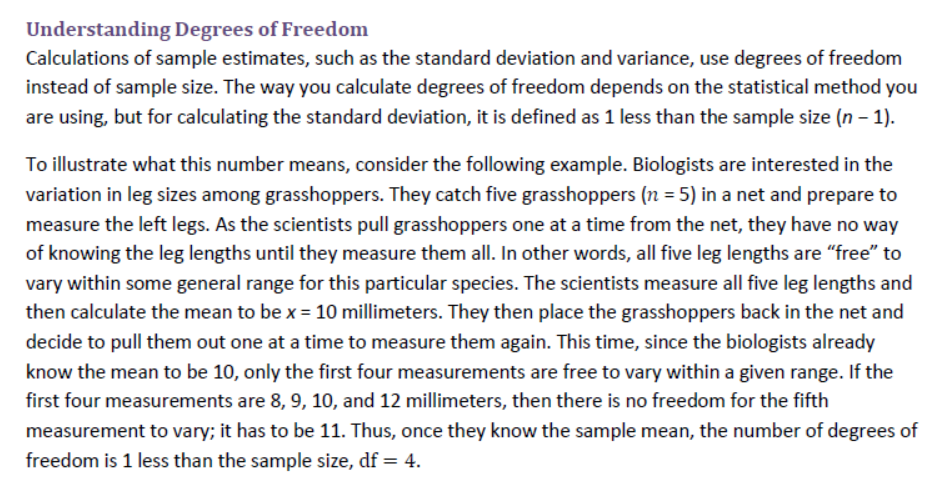 Understanding Degrees of Freedom
Calculations of sample estimates, such as the standard deviation and variance, use degrees of freedom
instead of sample size. The way you calculate degrees of freedom depends on the statistical method you
are using, but for calculating the standard deviation, it is defined as 1 less than the sample size (n – 1).
To illustrate what this number means, consider the following example. Biologists are interested in the
variation in leg sizes among grasshoppers. They catch five grasshoppers (n = 5) in a net and prepare to
measure the left legs. As the scientists pull grasshoppers one at a time from the net, they have no way
of knowing the leg lengths until they measure them all. In other words, all five leg lengths are “free” to
vary within some general range for this particular species. The scientists measure all five leg lengths and
then calculate the mean to be x = 10 millimeters. They then place the grasshoppers back in the net and
decide to pull them out one at a time to measure them again. This time, since the biologists already
know the mean to be 10, only the first four measurements are free to vary within a given range. If the
first four measurements are 8, 9, 10, and 12 millimeters, then there is no freedom for the fifth
measurement to vary; it has to be 11. Thus, once they know the sample mean, the number of degrees of
freedom is 1 less than the sample size, df = 4.